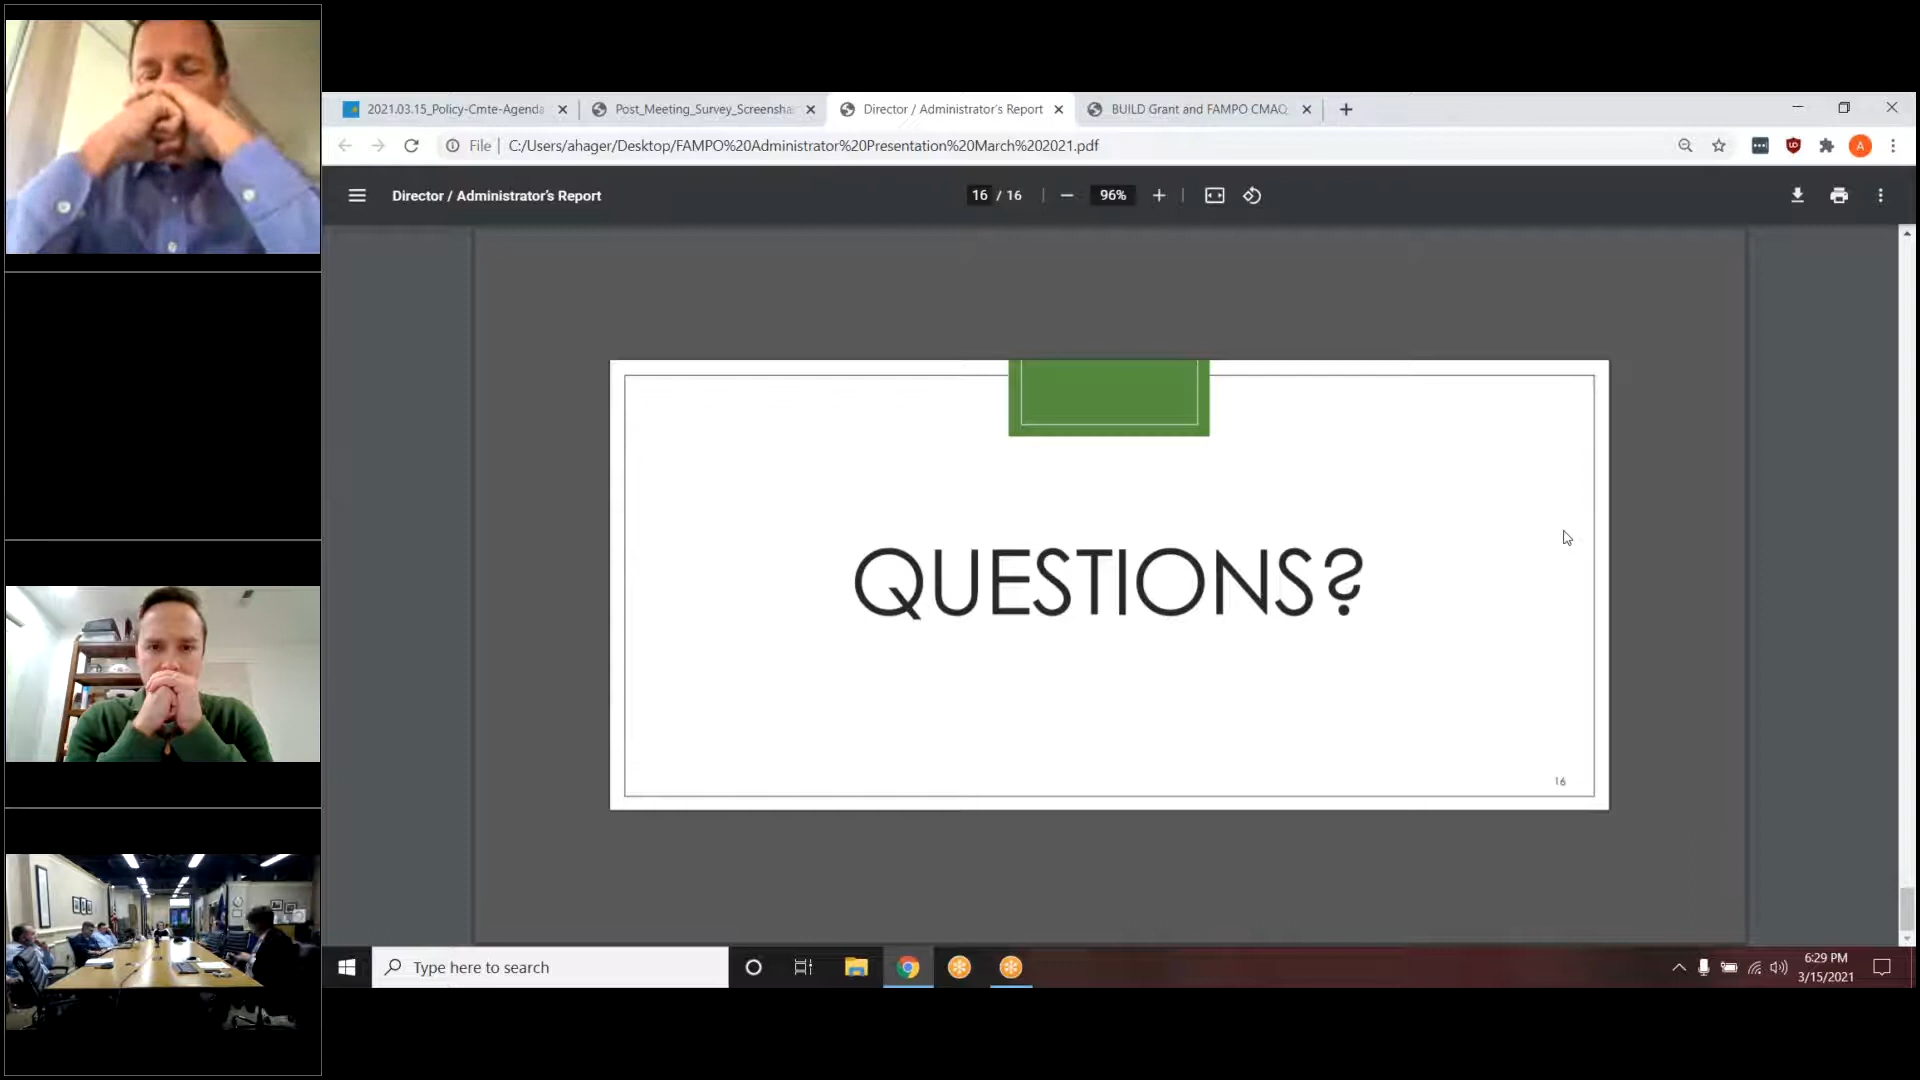 2021.03.15_Policy-Cmte-Agenda
Post_Meeting_Survey_Screensha
Director / Administrator's Report
BUILD Grant and FAMPO CMAQ
A
File
C:/Users/ahager/Desktop/FAMPO%20Administrator%20Presentation%20March%202021.pdf
Director / Administrator's Report
16 / 16
96%
QUESTIONS?
16
Type here to search
6:29 PM
3/15/2021